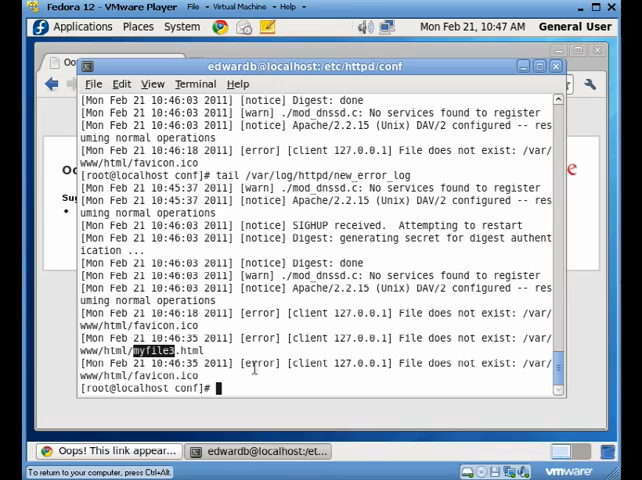 Fedora 12 - VMware Player File Virtual Machine Help
Applications Places System Mon Feb 21, 10:47 AM General User
edwardb@localhost:/etc/httpd/conf
File Edit View Terminal Help
[Mon Feb 21 10:46:03 2011] [notice] Digest: done
[Mon Feb 21 10:46:03 2011] [warn] ./mod_dnssd.c: No services found to register
[Mon Feb 21 10:46:03 2011] [notice] Apache/2.2.15 (Unix) DAV/2 configured -- res
uming normal operations
[Mon Feb 21 10:46:18 2011] [error] [client 127.0.0.1] File does not exist: /var/
www/html/favicon.ico
[root@localhost conf]# tail /var/log/httpd/new_error_log
[Mon Feb 21 10:45:37 2011] [warn] ./mod_dnssd.c: No services found to register
[Mon Feb 21 10:45:37 2011] [notice] Apache/2.2.15 (Unix) DAV/2 configured -- res
uming normal operations
[Mon Feb 21 10:46:03 2011] [notice] SIGHUP received.  Attempting to restart
[Mon Feb 21 10:46:03 2011] [notice] Digest: generating secret for digest authent
ication ...
[Mon Feb 21 10:46:03 2011] [notice] Digest: done
[Mon Feb 21 10:46:03 2011] [warn] ./mod_dnssd.c: No services found to register
[Mon Feb 21 10:46:03 2011] [notice] Apache/2.2.15 (Unix) DAV/2 configured -- res
uming normal operations
[Mon Feb 21 10:46:18 2011] [error] [client 127.0.0.1] File does not exist: /var/
www/html/favicon.ico
[Mon Feb 21 10:46:35 2011] [error] [client 127.0.0.1] File does not exist: /var/
www/html/myfile3.html
[Mon Feb 21 10:46:35 2011] [error] [client 127.0.0.1] File does not exist: /var/
www/html/favicon.ico
[root@localhost conf]#
Oops! This link appear... edwardb@localhost:/et...
To return to your computer, press Ctrl+Alt. vmware